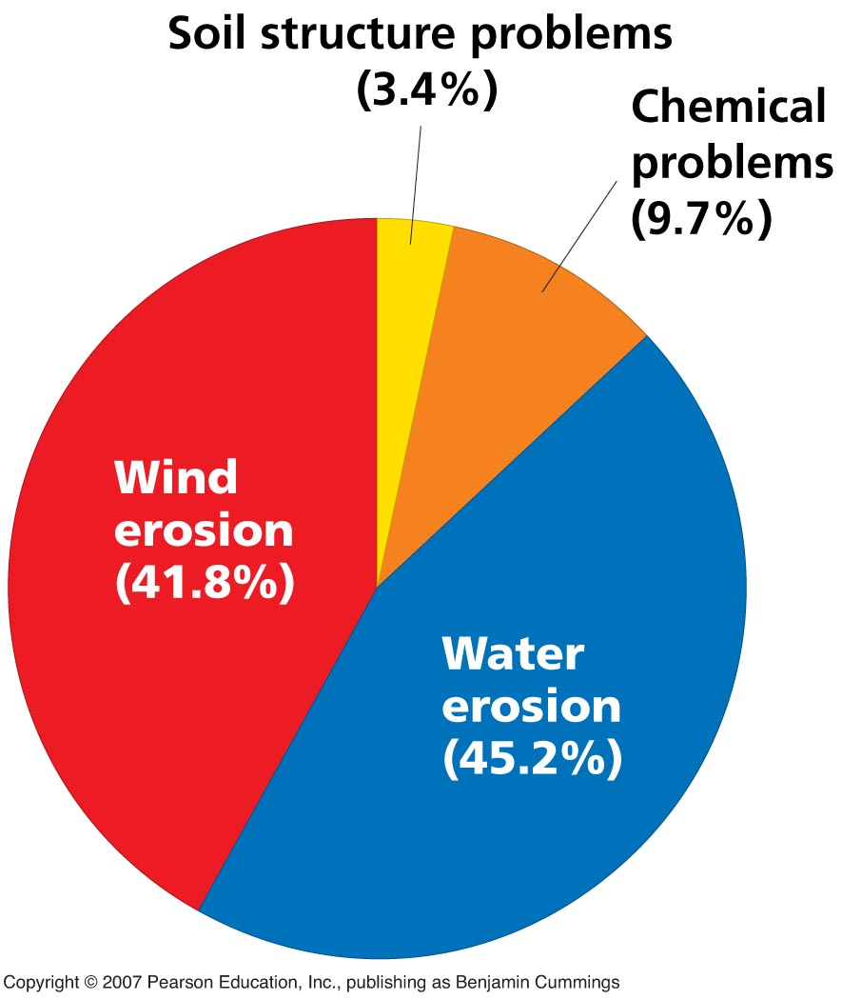 Soil structure problems
(3.4%)
Chemical
problems
(9.7%)
Wind
erosion
(41.8%)
Water
erosion
(45.2%)
Copyright © 2007 Pearson Education, Inc., publishing as Benjamin Cummings